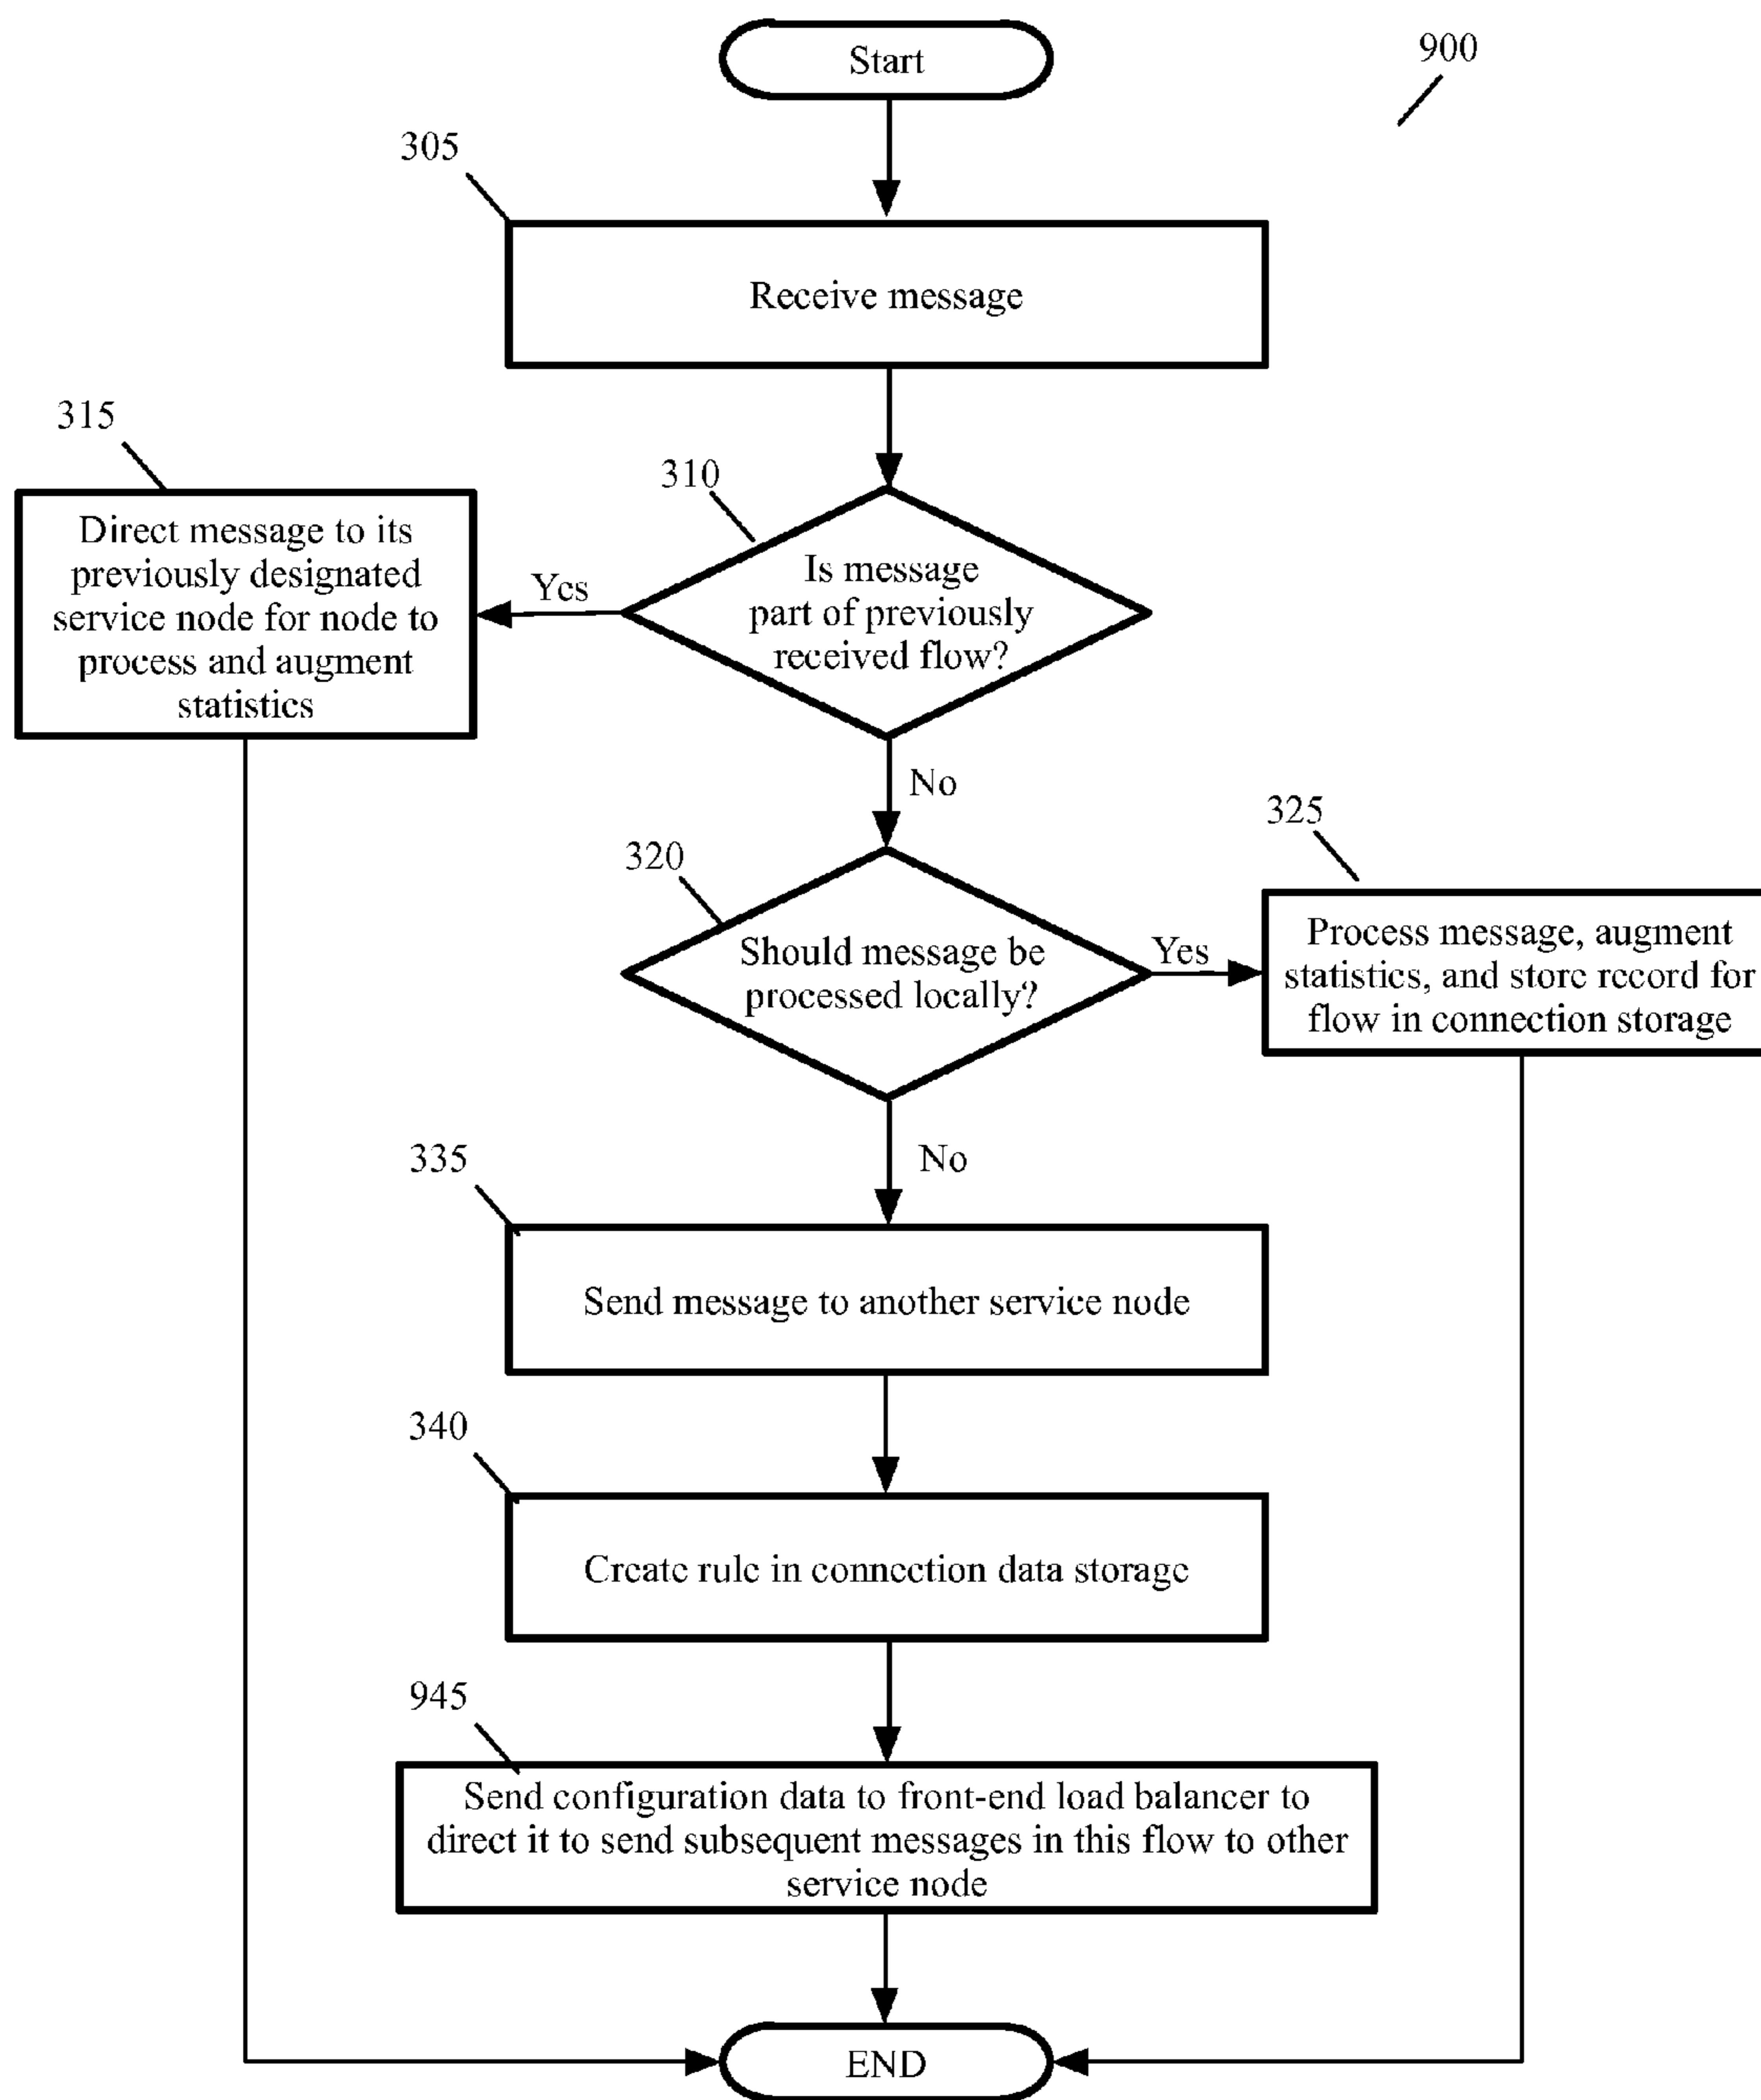 Start
900
305
Receive message
315
310
Direct message to its
previously designated
service node for node to
process and augment
statistics
Yes
Is message
part of previously
received flow?
No
325
320
Should message be
processed locally?
Yes
Process message, augment
statistics, and store record for
flow in connection storage
335
No
Send message to another service node
340
Create rule in connection data storage
945
Send configuration data to front-end load balancer to
direct it to send subsequent messages in this flow to other
service node
END